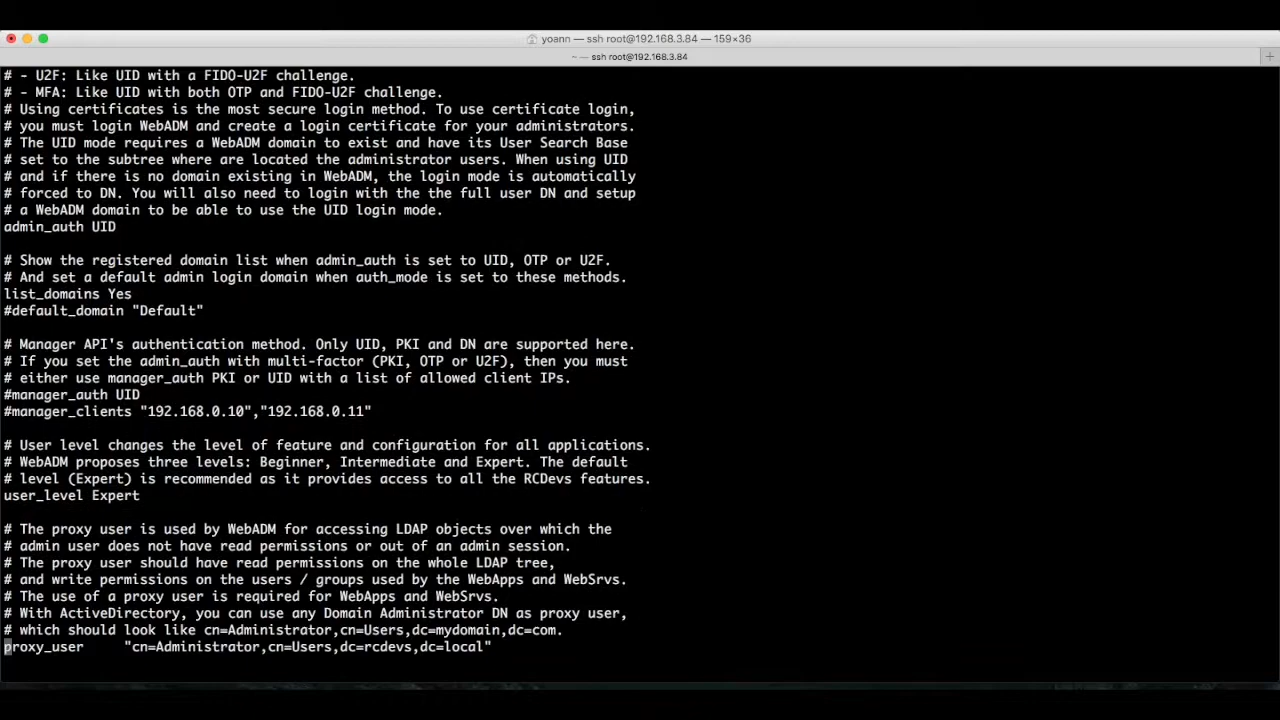 yoann — ssh root@192.168.3.84 — 159×36
~ — ssh root@192.168.3.84
# - U2F: Like UID with a FIDO-U2F challenge.
# - MFA: Like UID with both OTP and FIDO-U2F challenge.
# Using certificates is the most secure login method. To use certificate login,
# you must login WebADM and create a login certificate for your administrators.
# The UID mode requires a WebADM domain to exist and have its User Search Base
# set to the subtree where are located the administrator users. When using UID
# and if there is no domain existing in WebADM, the login mode is automatically
# forced to DN. You will also need to login with the the full user DN and setup
# a WebADM domain to be able to use the UID login mode.
admin_auth UID
# Show the registered domain list when admin_auth is set to UID, OTP or U2F.
# And set a default admin login domain when auth_mode is set to these methods.
list_domains Yes
#default_domain "Default"
# Manager API's authentication method. Only UID, PKI and DN are supported here.
# If you set the admin_auth with multi-factor (PKI, OTP or U2F), then you must
# either use manager_auth PKI or UID with a list of allowed client IPs.
#manager_auth UID
#manager_clients "192.168.0.10","192.168.0.11"
# User level changes the level of feature and configuration for all applications.
# WebADM proposes three levels: Beginner, Intermediate and Expert. The default
# level (Expert) is recommended as it provides access to all the RCDevs features.
user_level Expert
# The proxy user is used by WebADM for accessing LDAP objects over which the
# admin user does not have read permissions or out of an admin session.
# The proxy user should have read permissions on the whole LDAP tree,
# and write permissions on the users / groups used by the WebApps and WebSrvs.
# The use of a proxy user is required for WebApps and WebSrvs.
# With ActiveDirectory, you can use any Domain Administrator DN as proxy user,
# which should look like cn=Administrator,cn=Users,dc=mydomain,dc=com.
proxy_user     "cn=Administrator,cn=Users,dc=rcdevs,dc=local"